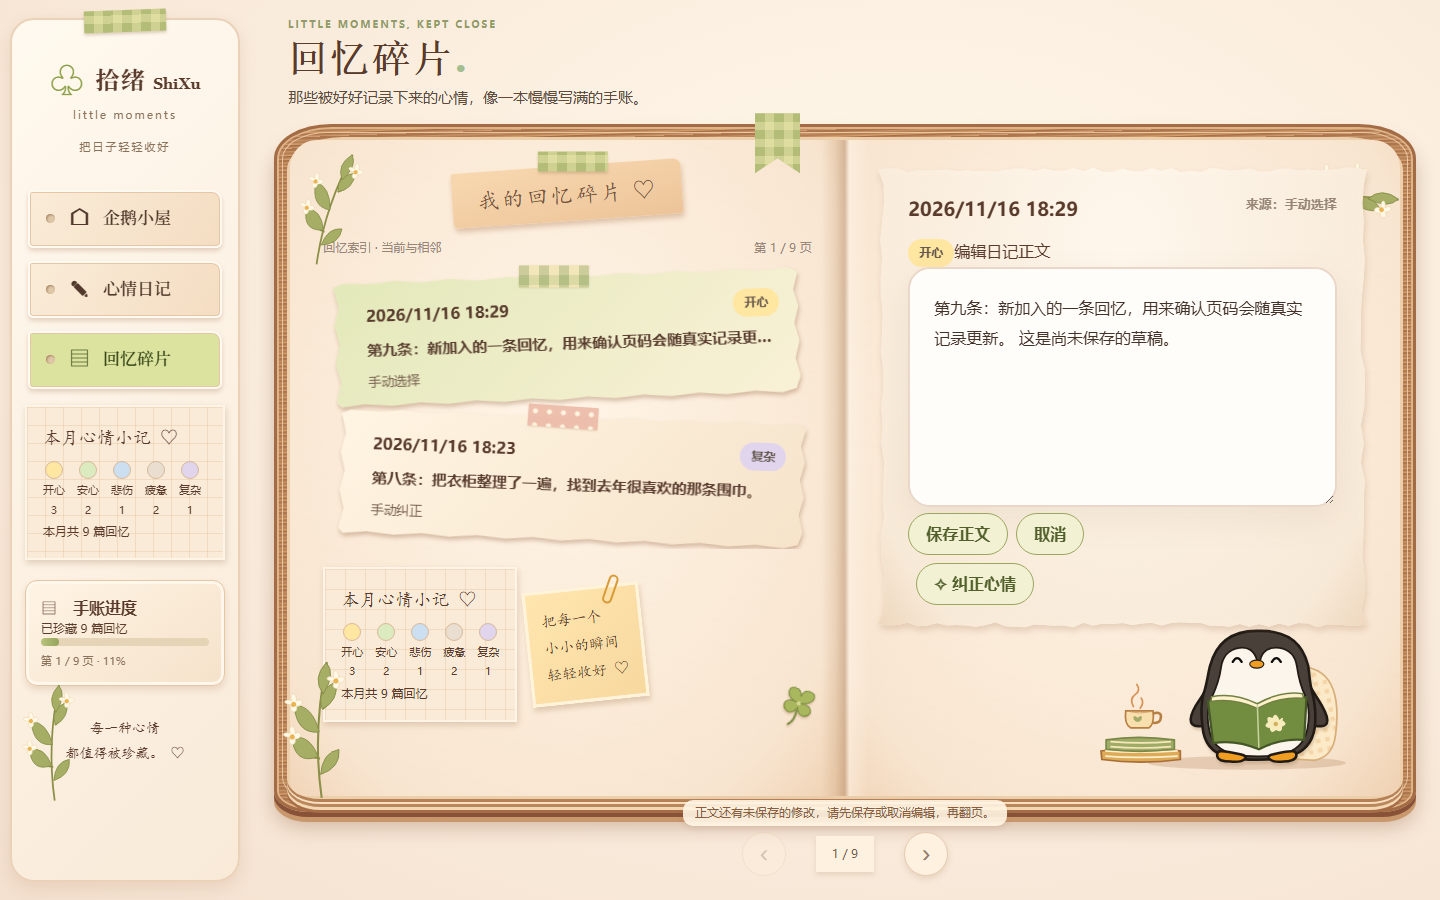 拾绪 ShiXu
little moments
把日子轻轻收好
企鹅小屋
心情日记
回忆碎片
本月心情小记 ♡
开心 安心 悲伤 疲惫 复杂
3 2 1 2 1
本月共 9 篇回忆
手账进度
已珍藏 9 篇回忆
第 1 / 9 页 · 11%
每一种心情
都值得被珍藏。 ♡
LITTLE MOMENTS, KEPT CLOSE
回忆碎片.
那些被好好记录下来的心情，像一本慢慢写满的手账。
我的回忆碎片 ♡
回忆索引 · 当前与相邻
第 1 / 9 页
2026/11/16 18:29
开心
第九条：新加入的一条回忆，用来确认页码会随真实记录更...
手动选择
2026/11/16 18:23
复杂
第八条：把衣柜整理了一遍，找到去年很喜欢的那条围巾。
手动纠正
本月心情小记 ♡
开心 安心 悲伤 疲惫 复杂
3 2 1 2 1
本月共 9 篇回忆
把每一个
小小的瞬间
轻轻收好 ♡
2026/11/16 18:29
来源：手动选择
开心 编辑日记正文
第九条：新加入的一条回忆，用来确认页码会随真实
记录更新。 这是尚未保存的草稿。
保存正文 取消
✧ 纠正心情
正文还有未保存的修改，请先保存或取消编辑，再翻页。
‹ 1 / 9 ›